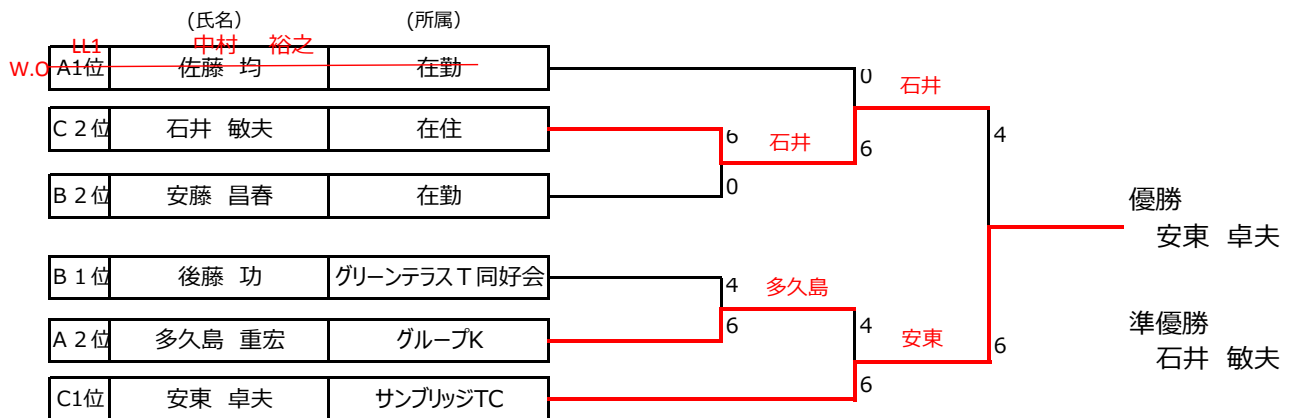 (氏名) (所属)
LL1 中村 裕之
W.O A1位 佐藤 均 在勤
0 石井
C 2位 石井 敏夫 在住
6 石井 6 4
B 2位 安藤 昌春 在勤
0
優勝
安東 卓夫
B 1位 後藤 功 グリーンテラスT同好会
4 多久島
A 2位 多久島 重宏 グループK
6 4 安東 6
準優勝
石井 敏夫
C1位 安東 卓夫 サンブリッジTC
6